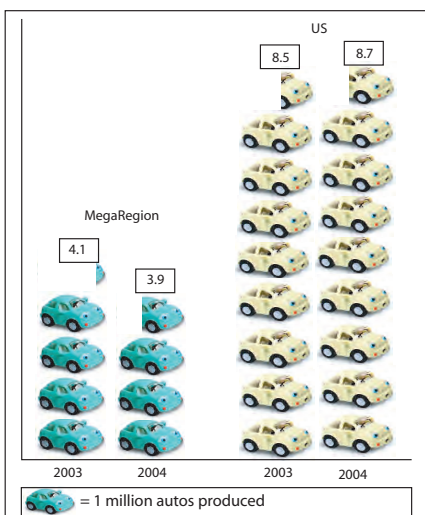 US
8.5 8.7
MegaRegion
4.1
3.9
2003 2004 2003 2004
= 1 million autos produced